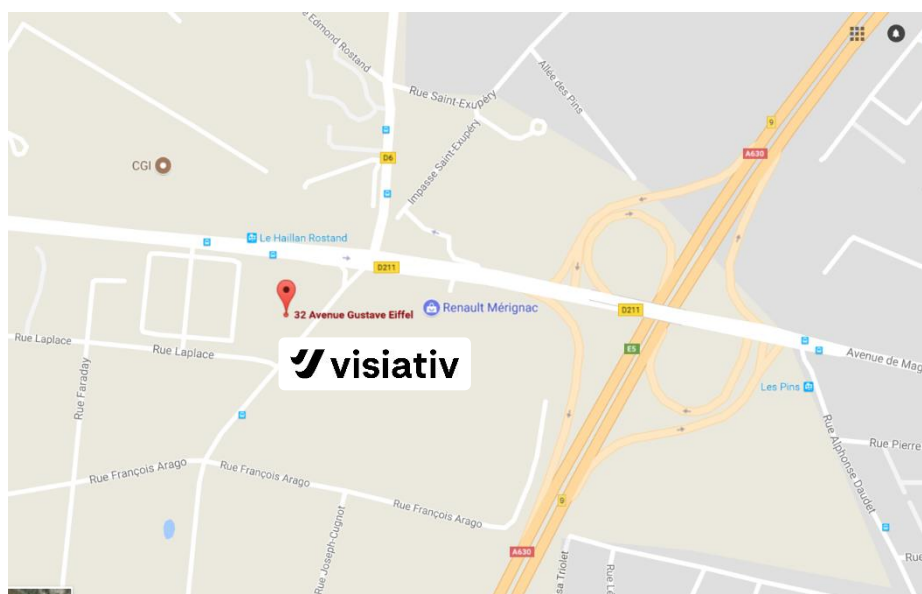 Rue Edmond Rostand
Rue Saint-Exupéry
Allée des Pins
9
D6
A630
CGI
Impasse Saint-Exupéry
Le Haillan Rostand
D211
32 Avenue Gustave Eiffel
Renault Mérignac
D211
Rue Laplace
Rue Laplace
visiativ
E5
Avenue de Mag
Les Pins
Rue Faraday
Rue Alphonse Daudet
Rue Pierre
Rue François Arago
Rue François Arago
Rue François Arago
9
Rue Joseph-Cugnot
A630
sa Triolet
Rue